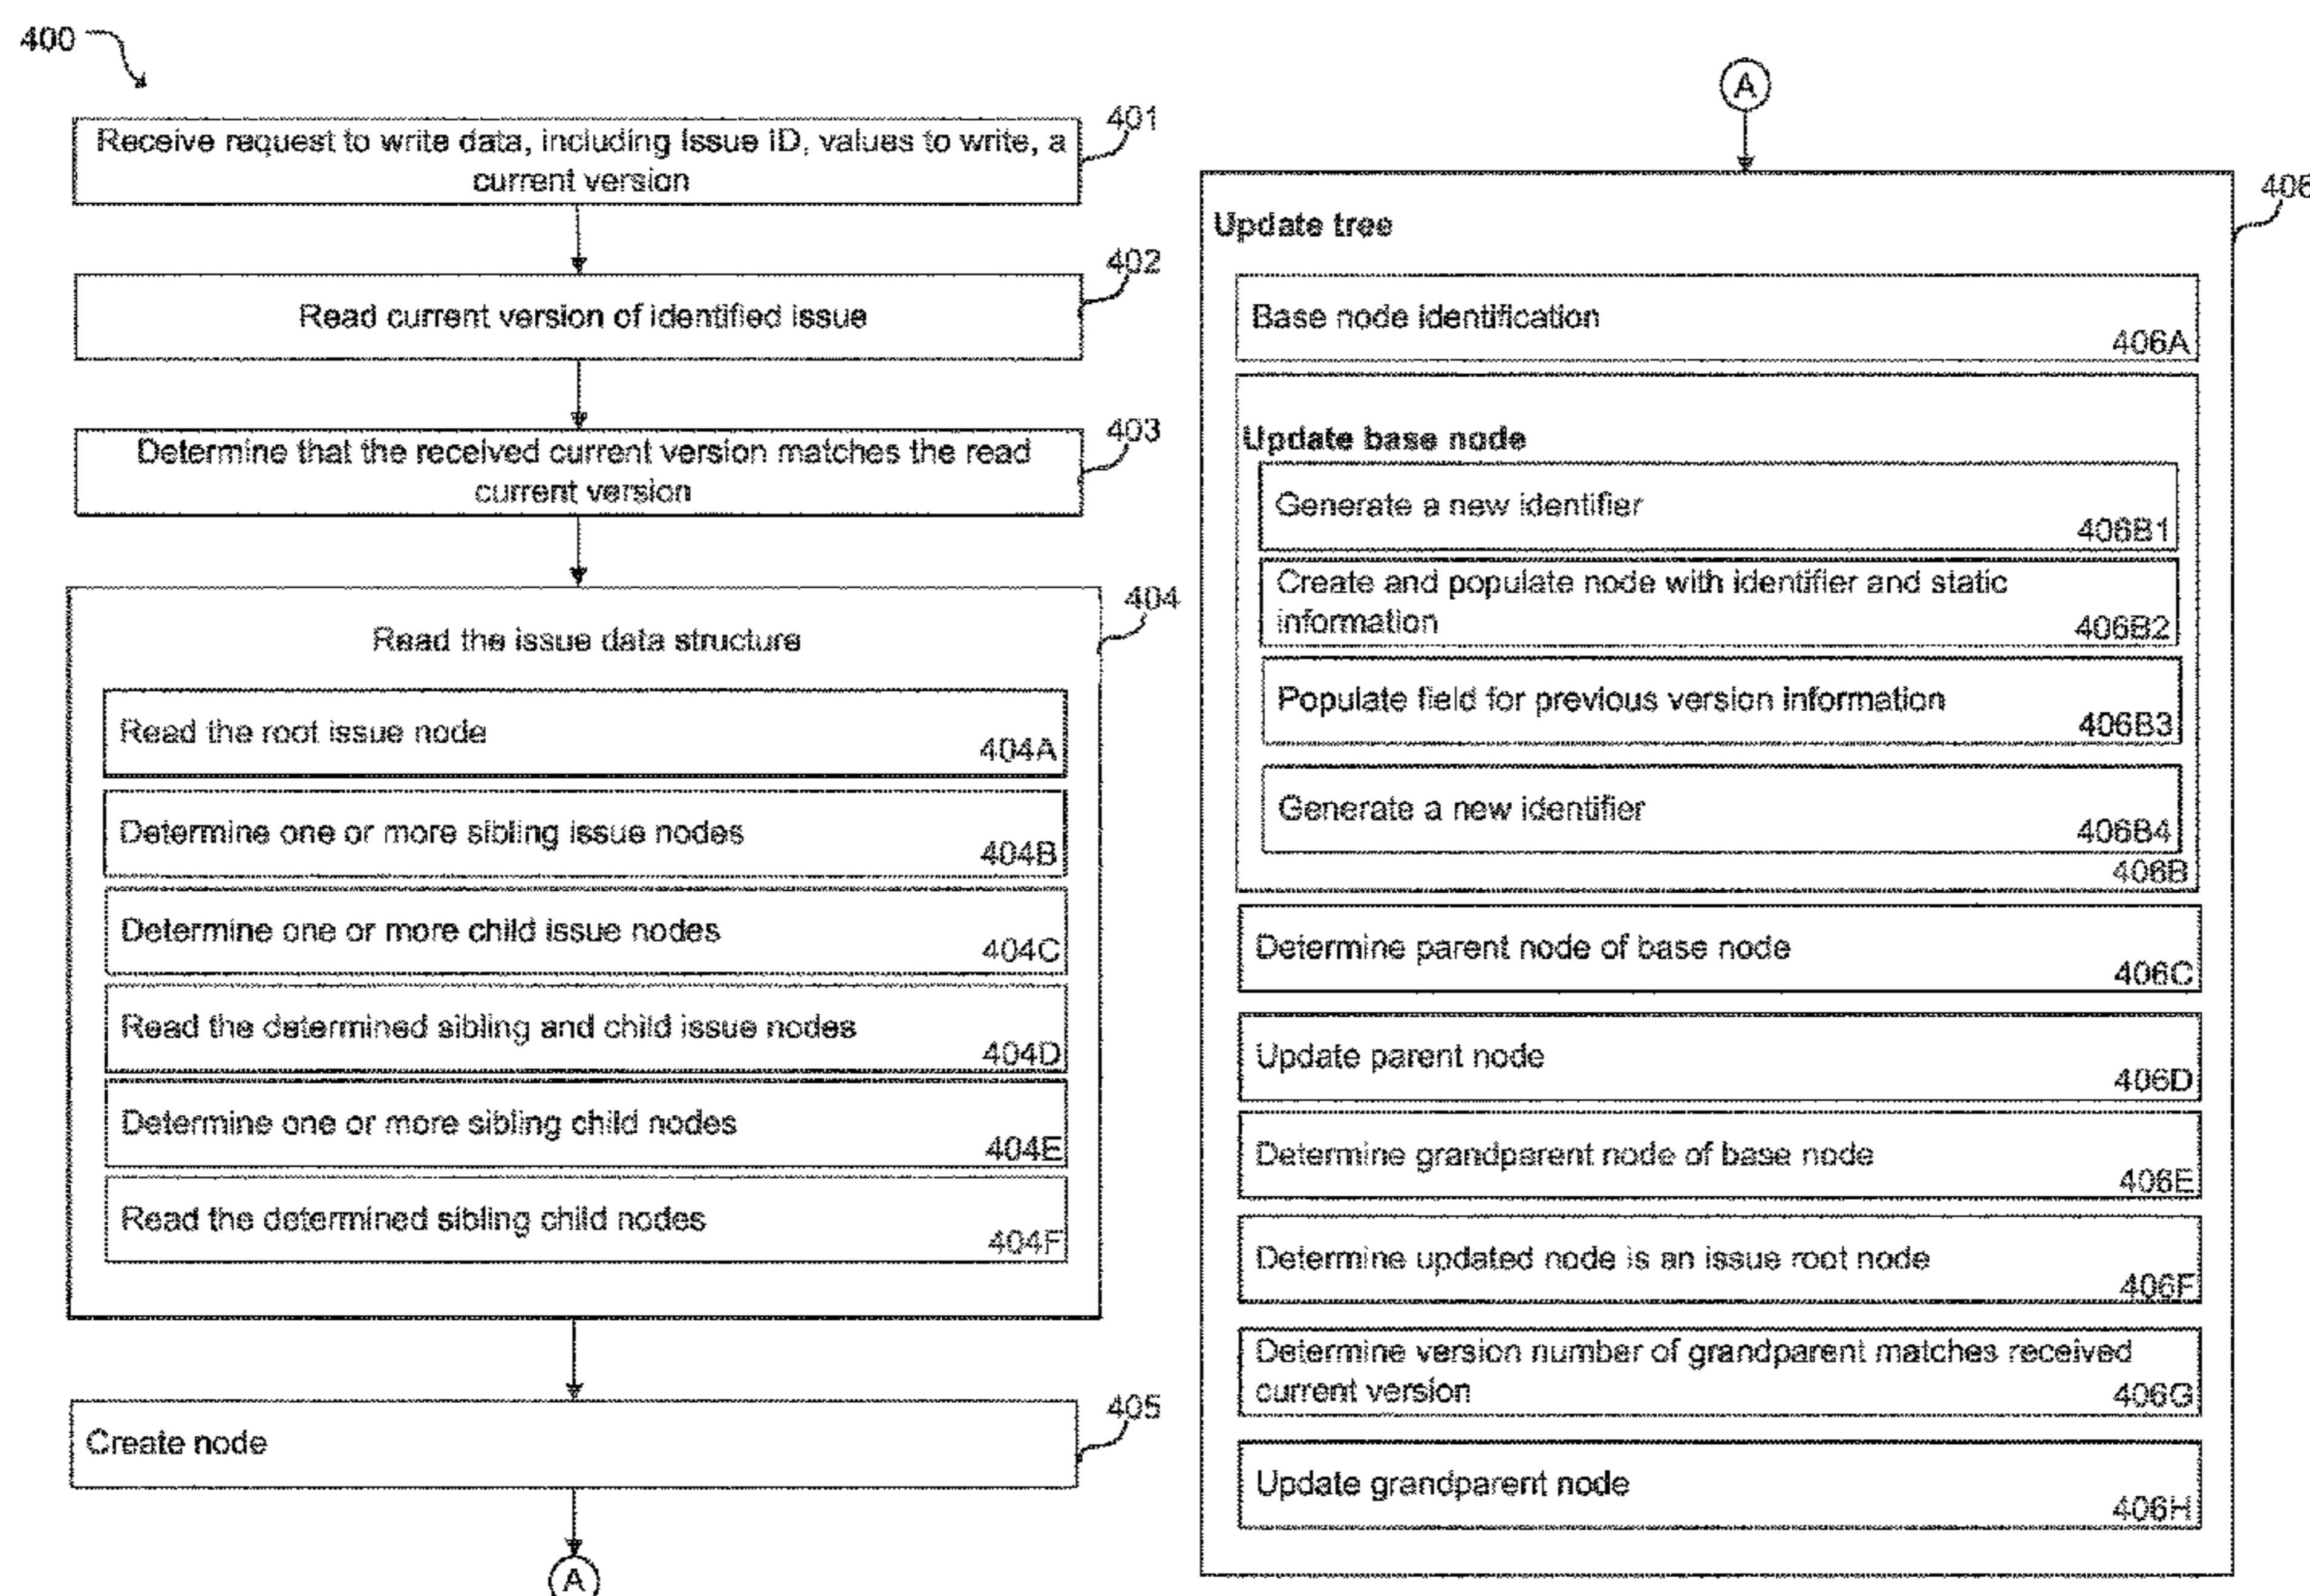 400
Receive request to write data, including issue ID, values to write, a
current version
401
Read current version of identified issue
402
Determine that the received current version matches the read
current version
403
Read the issue data structure
404
Read the root issue node
404A
Determine one or more sibling issue nodes
404B
Determine one or more child issue nodes
404C
Read the determined sibling and child issue nodes
404D
Determine one or more sibling child nodes
404E
Read the determined sibling child nodes
404F
Create node
405
A
A
Update tree
406
Base node identification
406A
Update base node
Generate a new identifier
406B1
Create and populate node with identifier and static
information
406B2
Populate field for previous version information
406B3
Generate a new identifier
406B4
406B
Determine parent node of base node
406C
Update parent node
406D
Determine grandparent node of base node
406E
Determine updated node is an issue root node
406F
Determine version number of grandparent matches received
current version
406G
Update grandparent node
406H